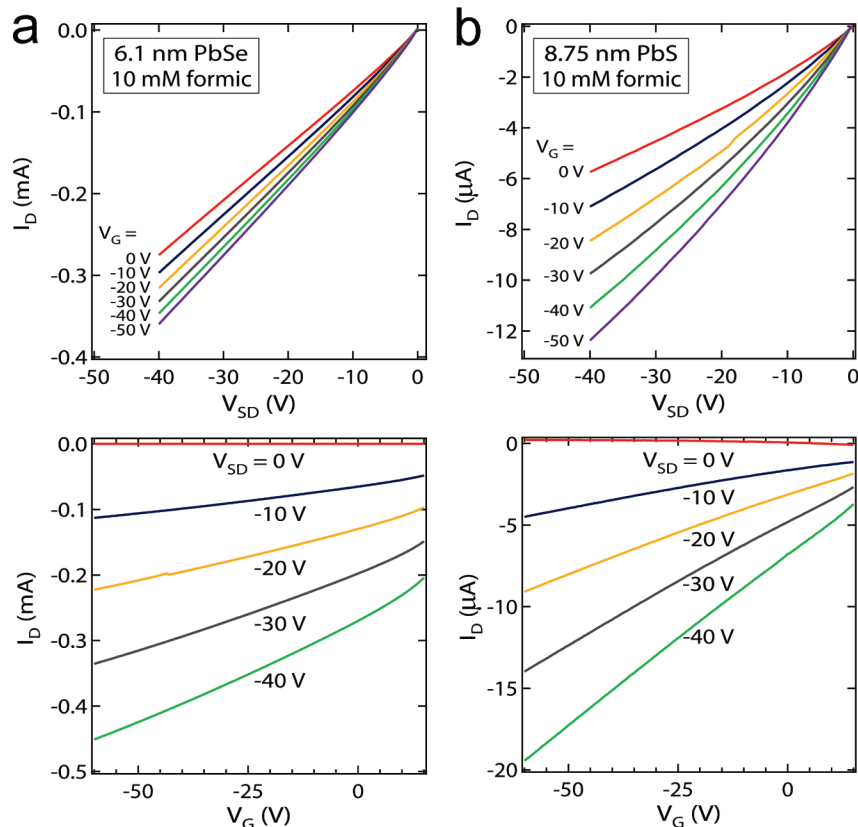 a
6.1 nm PbSe
10 mM formic
0.0
-0.1
-0.2
-0.3
-0.4
I_D (mA)
V_G =
0 V
-10 V
-20 V
-30 V
-40 V
-50 V
-50
-40
-30
-20
-10
0
V_SD (V)
b
8.75 nm PbS
10 mM formic
0
-2
-4
-6
-8
-10
-12
I_D (μA)
V_G =
0 V
-10 V
-20 V
-30 V
-40 V
-50 V
-50
-40
-30
-20
-10
0
V_SD (V)
0.0
-0.1
-0.2
-0.3
-0.4
-0.5
I_D (mA)
V_SD = 0 V
-10 V
-20 V
-30 V
-40 V
-50
0
V_G (V)
0
-5
-10
-15
-20
I_D (μA)
V_SD = 0 V
-10 V
-20 V
-30 V
-40 V
-50
0
V_G (V)